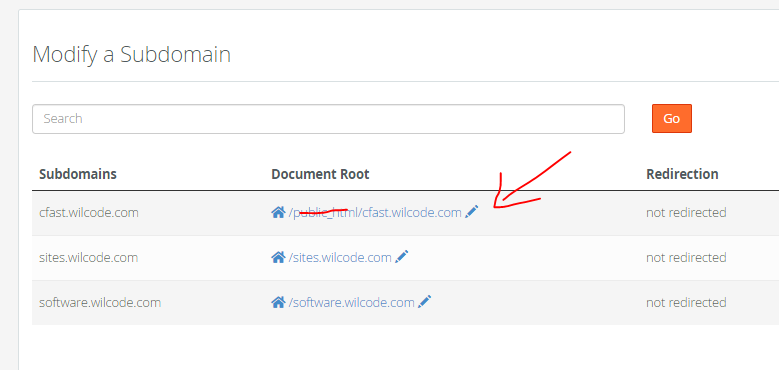 Modify a Subdomain
Search
Go
Subdomains Document Root Redirection
cfast.wilcode.com /public_html/cfast.wilcode.com not redirected
sites.wilcode.com /sites.wilcode.com not redirected
software.wilcode.com /software.wilcode.com not redirected